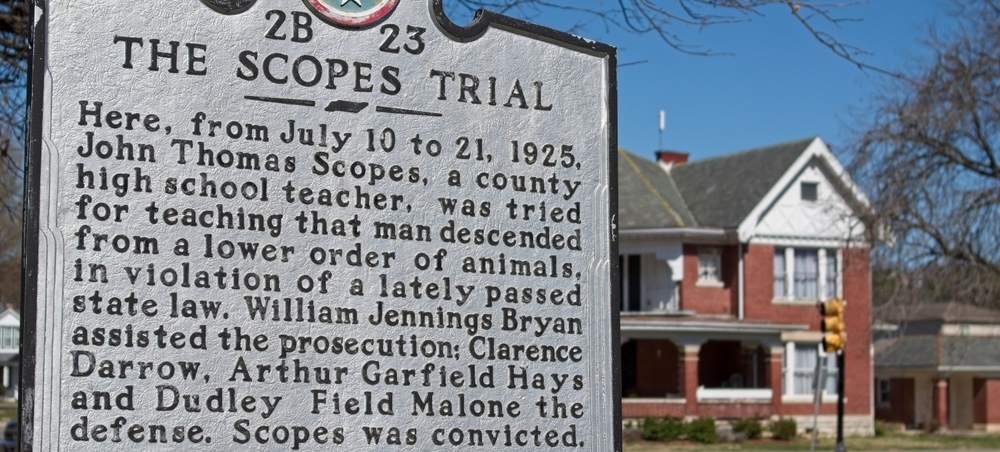 2B 23
THE SCOPES TRIAL
Here, from July 10 to 21, 1925,
John Thomas Scopes, a county
high school teacher, was tried
for teaching that man descended
from a lower order of animals,
in violation of a lately passed
state law. William Jennings Bryan
assisted the prosecution; Clarence
Darrow, Arthur Garfield Hays
and Dudley Field Malone the
defense. Scopes was convicted.